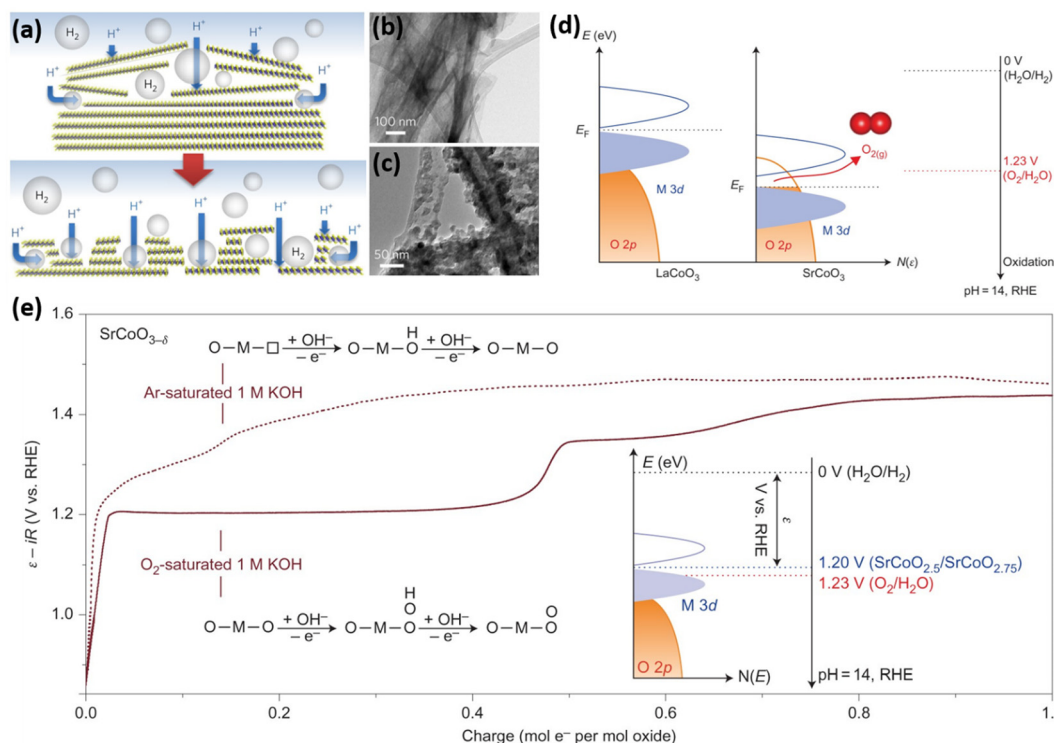 (a)
H₂
H⁺
H⁺
H⁺
H⁺
H₂
H⁺
H₂
H⁺
H⁺
H⁺
H⁺
H⁺
H⁺
H⁺
H₂
(b)
100 nm
(c)
50 nm
(d)
E (eV)
E_F
M 3d
O 2p
LaCoO₃
E_F
O₂(g)
M 3d
O 2p
SrCoO₃
N(ε)
0 V
(H₂O/H₂)
1.23 V
(O₂/H₂O)
Oxidation
pH = 14, RHE
(e)
1.6
1.4
1.2
1.0
ε – iR (V vs. RHE)
SrCoO₃₋δ
H
O–M–□ + OH⁻ – e⁻ O–M–O + OH⁻ – e⁻ O–M–O
Ar-saturated 1 M KOH
O₂-saturated 1 M KOH
H
O O
O–M–O + OH⁻ – e⁻ O–M–O + OH⁻ – e⁻ O–M–O
E (eV)
0 V (H₂O/H₂)
ε
V vs. RHE
1.20 V (SrCoO₂.₅/SrCoO₂.₇₅)
1.23 V (O₂/H₂O)
M 3d
O 2p
N(E)
pH = 14, RHE
0.0 0.2 0.4 0.6 0.8 1.
Charge (mol e⁻ per mol oxide)